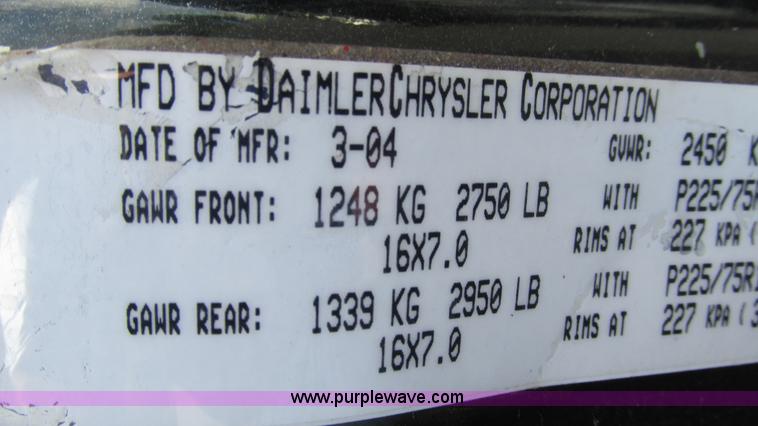 MFD BY DAIMLERCHRYSLER CORPORATION
DATE OF MFR: 3-04 GVWR: 2450 K
GAWR FRONT: 1248 KG 2750 LB WITH P225/75R
16X7.0 RIMS AT 227 KPA (
GAWR REAR: 1339 KG 2950 LB WITH P225/75R1
16X7.0 RIMS AT 227 KPA ( 3
www.purplewave.com